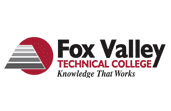 Fox Valley
TECHNICAL COLLEGE
Knowledge That Works